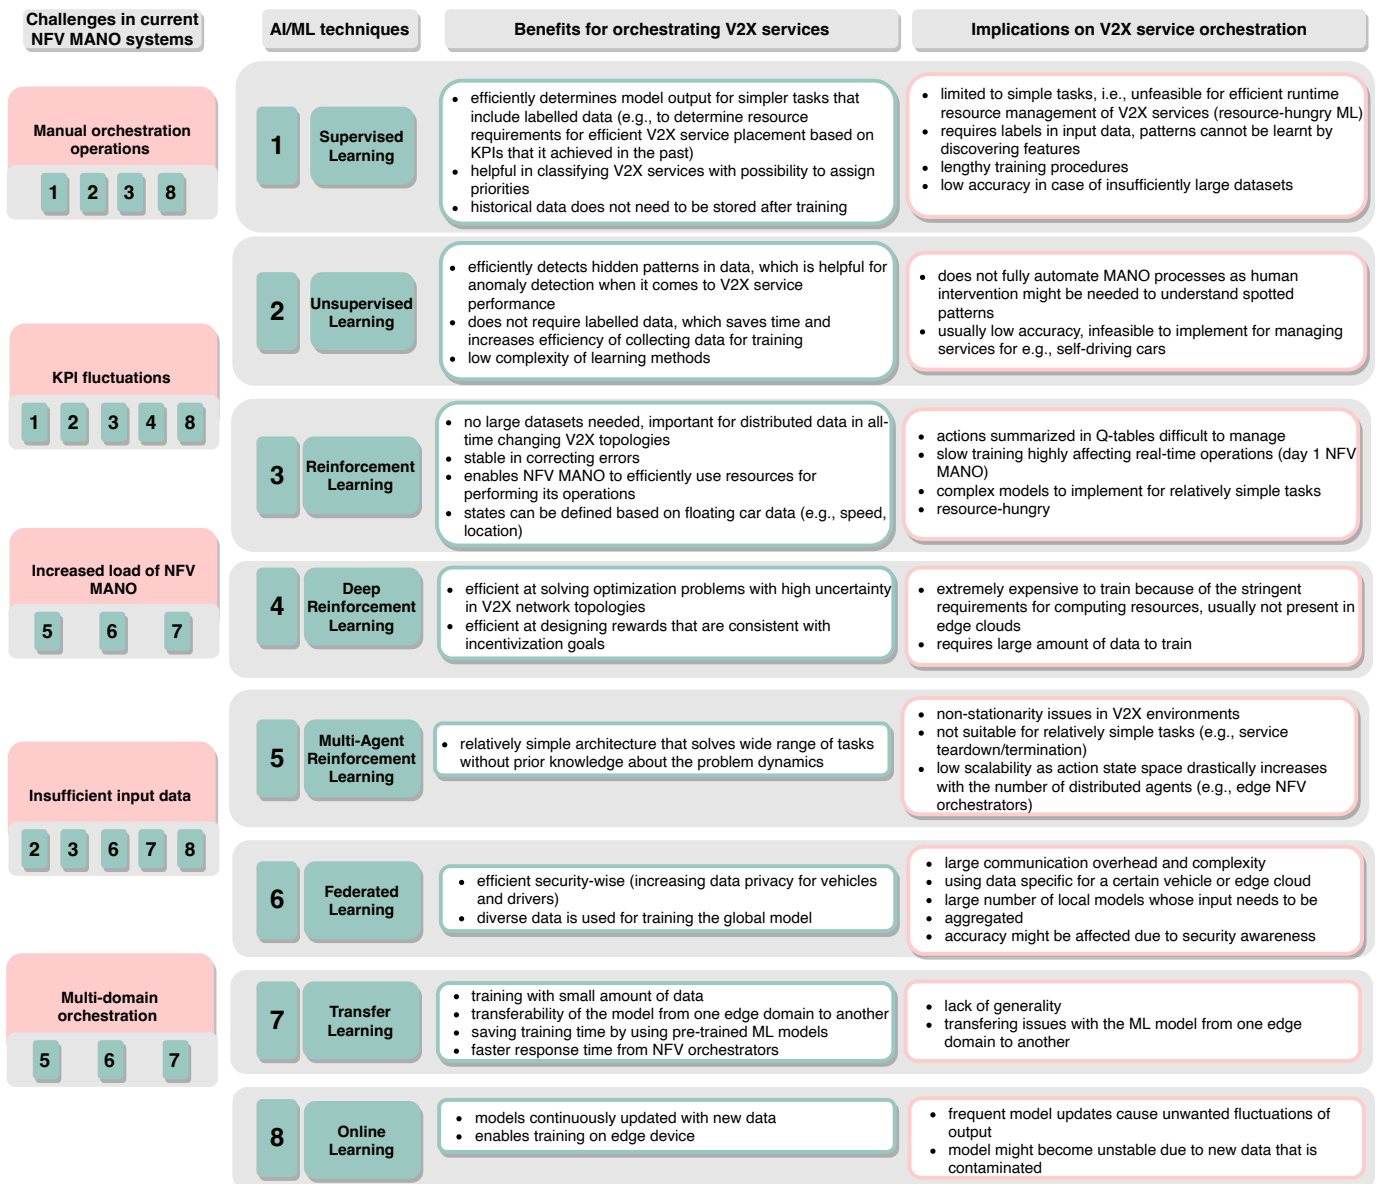 Challenges in current
NFV MANO systems
AI/ML techniques
Benefits for orchestrating V2X services
Implications on V2X service orchestration
Manual orchestration
operations
1 2 3 8
KPI fluctuations
1 2 3 4 8
Increased load of NFV
MANO
5 6 7
Insufficient input data
2 3 6 7 8
Multi-domain
orchestration
5 6 7
1
Supervised
Learning
• efficiently determines model output for simpler tasks that
include labelled data (e.g., to determine resource
requirements for efficient V2X service placement based on
KPIs that it achieved in the past)
• helpful in classifying V2X services with possibility to assign
priorities
• historical data does not need to be stored after training
• limited to simple tasks, i.e., unfeasible for efficient runtime
resource management of V2X services (resource-hungry ML)
• requires labels in input data, patterns cannot be learnt by
discovering features
• lengthy training procedures
• low accuracy in case of insufficiently large datasets
2
Unsupervised
Learning
• efficiently detects hidden patterns in data, which is helpful for
anomaly detection when it comes to V2X service
performance
• does not require labelled data, which saves time and
increases efficiency of collecting data for training
• low complexity of learning methods
• does not fully automate MANO processes as human
intervention might be needed to understand spotted
patterns
• usually low accuracy, infeasible to implement for managing
services for e.g., self-driving cars
3
Reinforcement
Learning
• no large datasets needed, important for distributed data in all-
time changing V2X topologies
• stable in correcting errors
• enables NFV MANO to efficiently use resources for
performing its operations
• states can be defined based on floating car data (e.g., speed,
location)
• actions summarized in Q-tables difficult to manage
• slow training highly affecting real-time operations (day 1 NFV
MANO)
• complex models to implement for relatively simple tasks
• resource-hungry
4
Deep
Reinforcement
Learning
• efficient at solving optimization problems with high uncertainty
in V2X network topologies
• efficient at designing rewards that are consistent with
incentivization goals
• extremely expensive to train because of the stringent
requirements for computing resources, usually not present in
edge clouds
• requires large amount of data to train
5
Multi-Agent
Reinforcement
Learning
• relatively simple architecture that solves wide range of tasks
without prior knowledge about the problem dynamics
• non-stationarity issues in V2X environments
• not suitable for relatively simple tasks (e.g., service
teardown/termination)
• low scalability as action state space drastically increases
with the number of distributed agents (e.g., edge NFV
orchestrators)
6
Federated
Learning
• efficient security-wise (increasing data privacy for vehicles
and drivers)
• diverse data is used for training the global model
• large communication overhead and complexity
• using data specific for a certain vehicle or edge cloud
• large number of local models whose input needs to be
• aggregated
• accuracy might be affected due to security awareness
7
Transfer
Learning
• training with small amount of data
• transferability of the model from one edge domain to another
• saving training time by using pre-trained ML models
• faster response time from NFV orchestrators
• lack of generality
• transfering issues with the ML model from one edge
domain to another
8
Online
Learning
• models continuously updated with new data
• enables training on edge device
• frequent model updates cause unwanted fluctuations of
output
• model might become unstable due to new data that is
contaminated